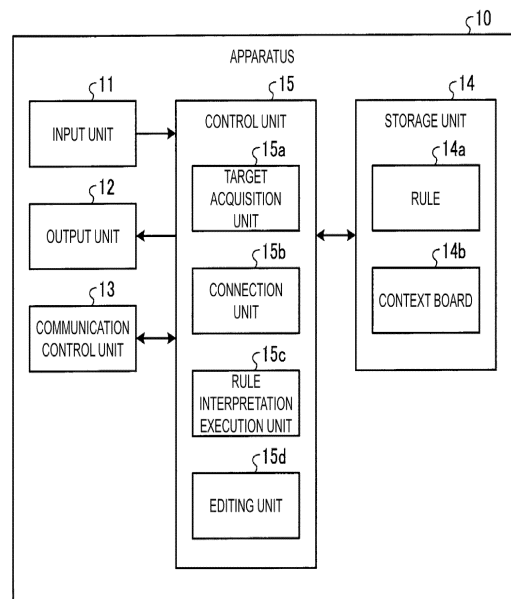 10
APPARATUS
11
INPUT UNIT
12
OUTPUT UNIT
13
COMMUNICATION
CONTROL UNIT
15
CONTROL UNIT
15a
TARGET
ACQUISITION
UNIT
15b
CONNECTION
UNIT
15c
RULE
INTERPRETATION
EXECUTION UNIT
15d
EDITING UNIT
14
STORAGE UNIT
14a
RULE
14b
CONTEXT BOARD